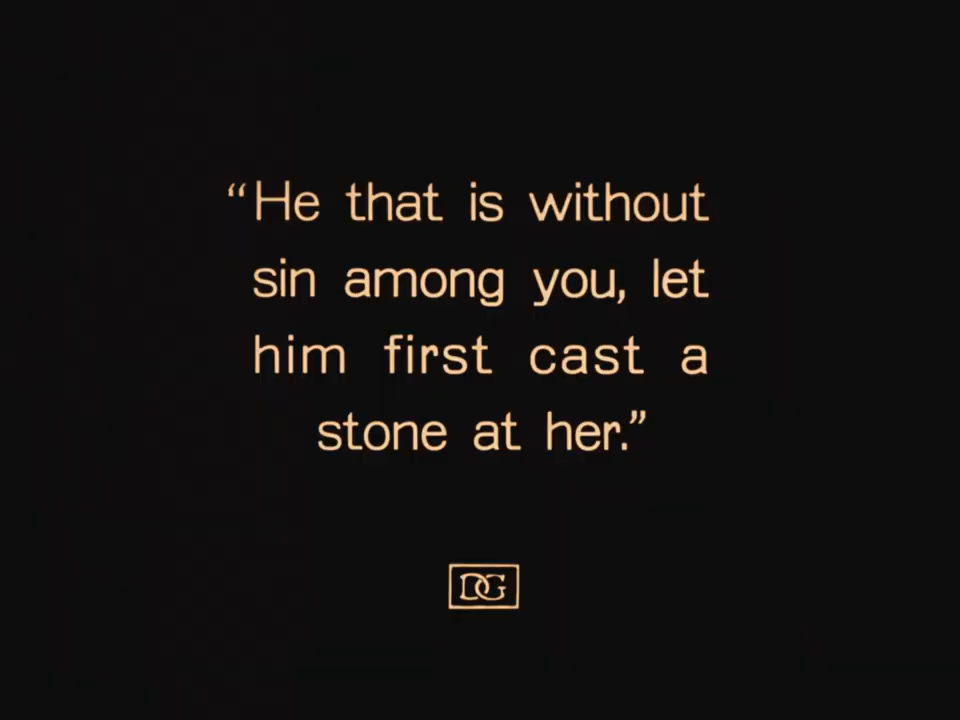 “He that is without
sin among you, let
him first cast a
stone at her.”
DG